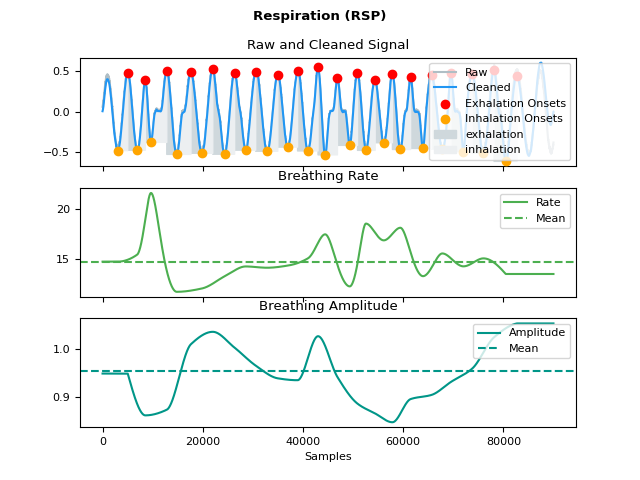 Respiration (RSP)
Raw and Cleaned Signal
0.5
0.0
−0.5
Raw
Cleaned
Exhalation Onsets
Inhalation Onsets
exhalation
inhalation
Breathing Rate
20
15
Rate
Mean
Breathing Amplitude
1.0
0.9
Amplitude
Mean
0
20000
40000
60000
80000
Samples